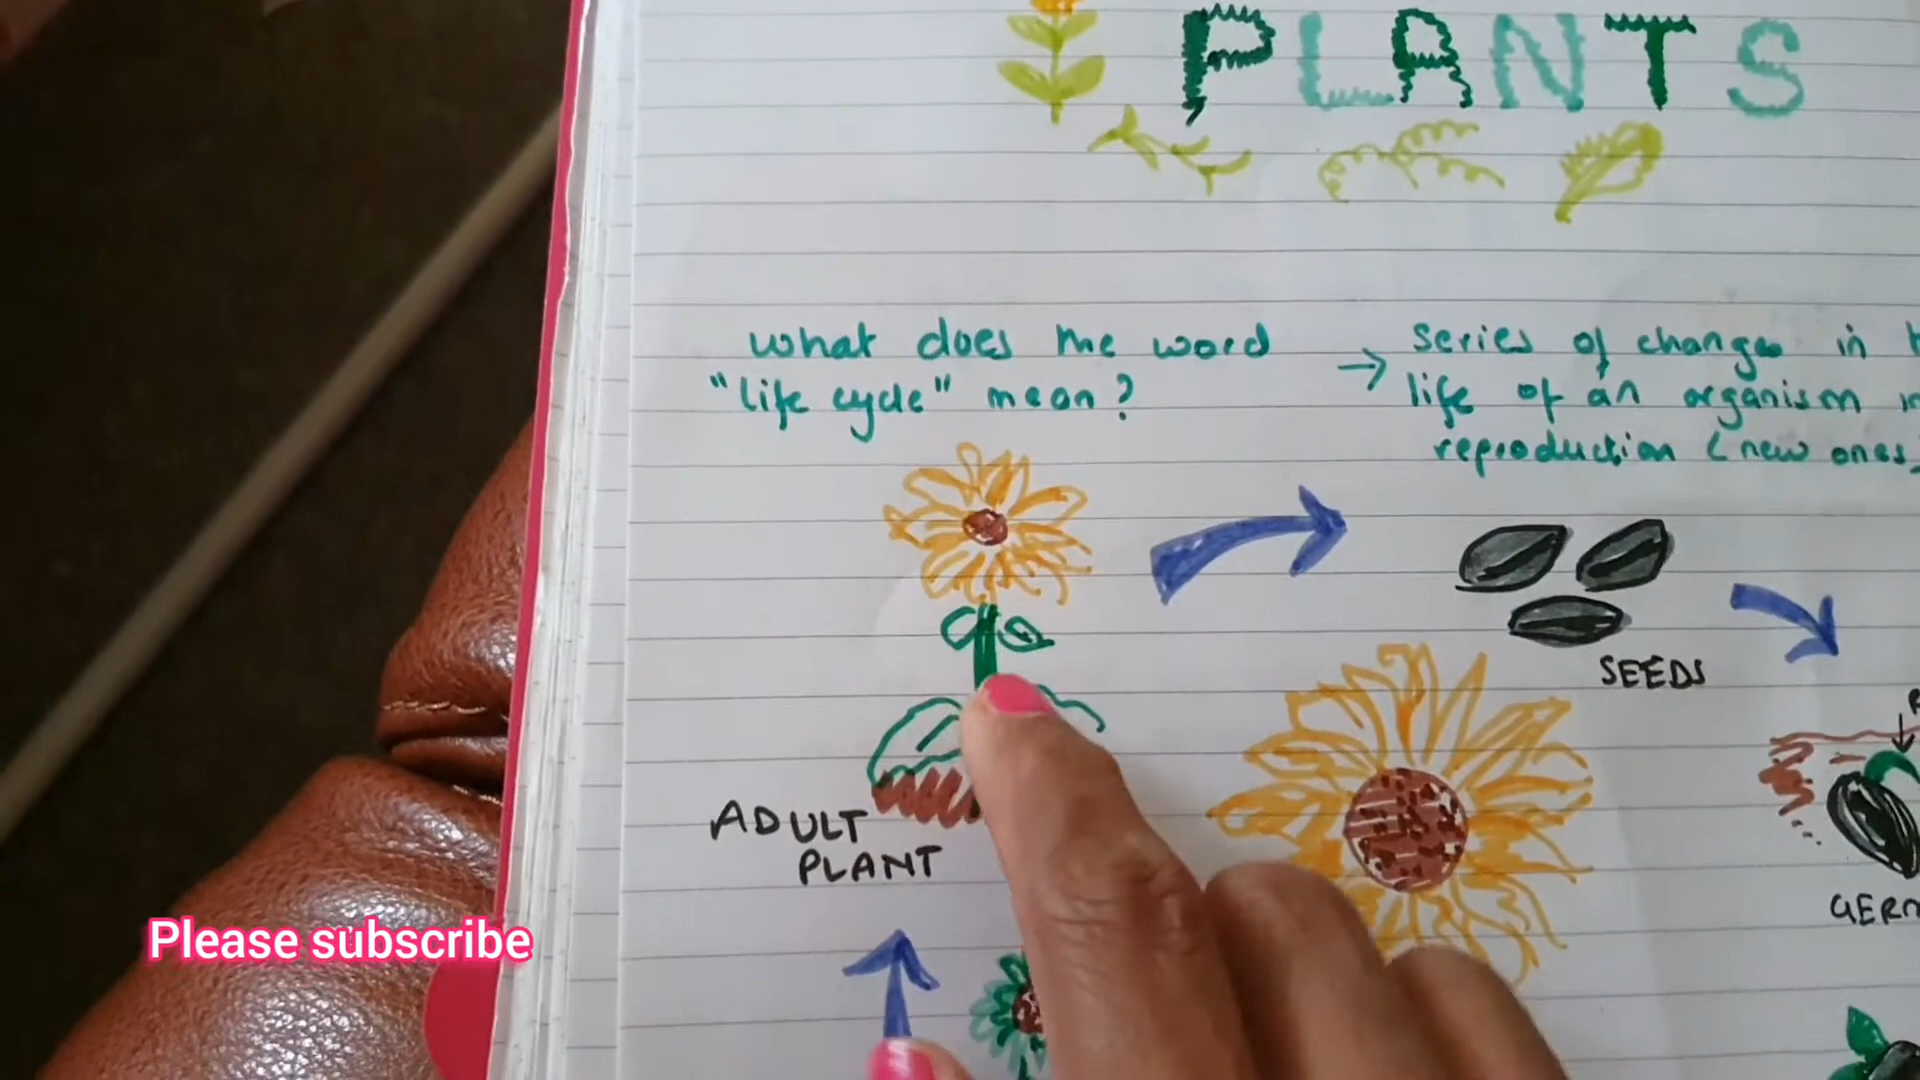 PLANTS
what does the word
"life cycle" mean?
→ series of changes in
life of an organism
reproduction (new ones
SEEDS
ADULT
PLANT
GERM
Please subscribe